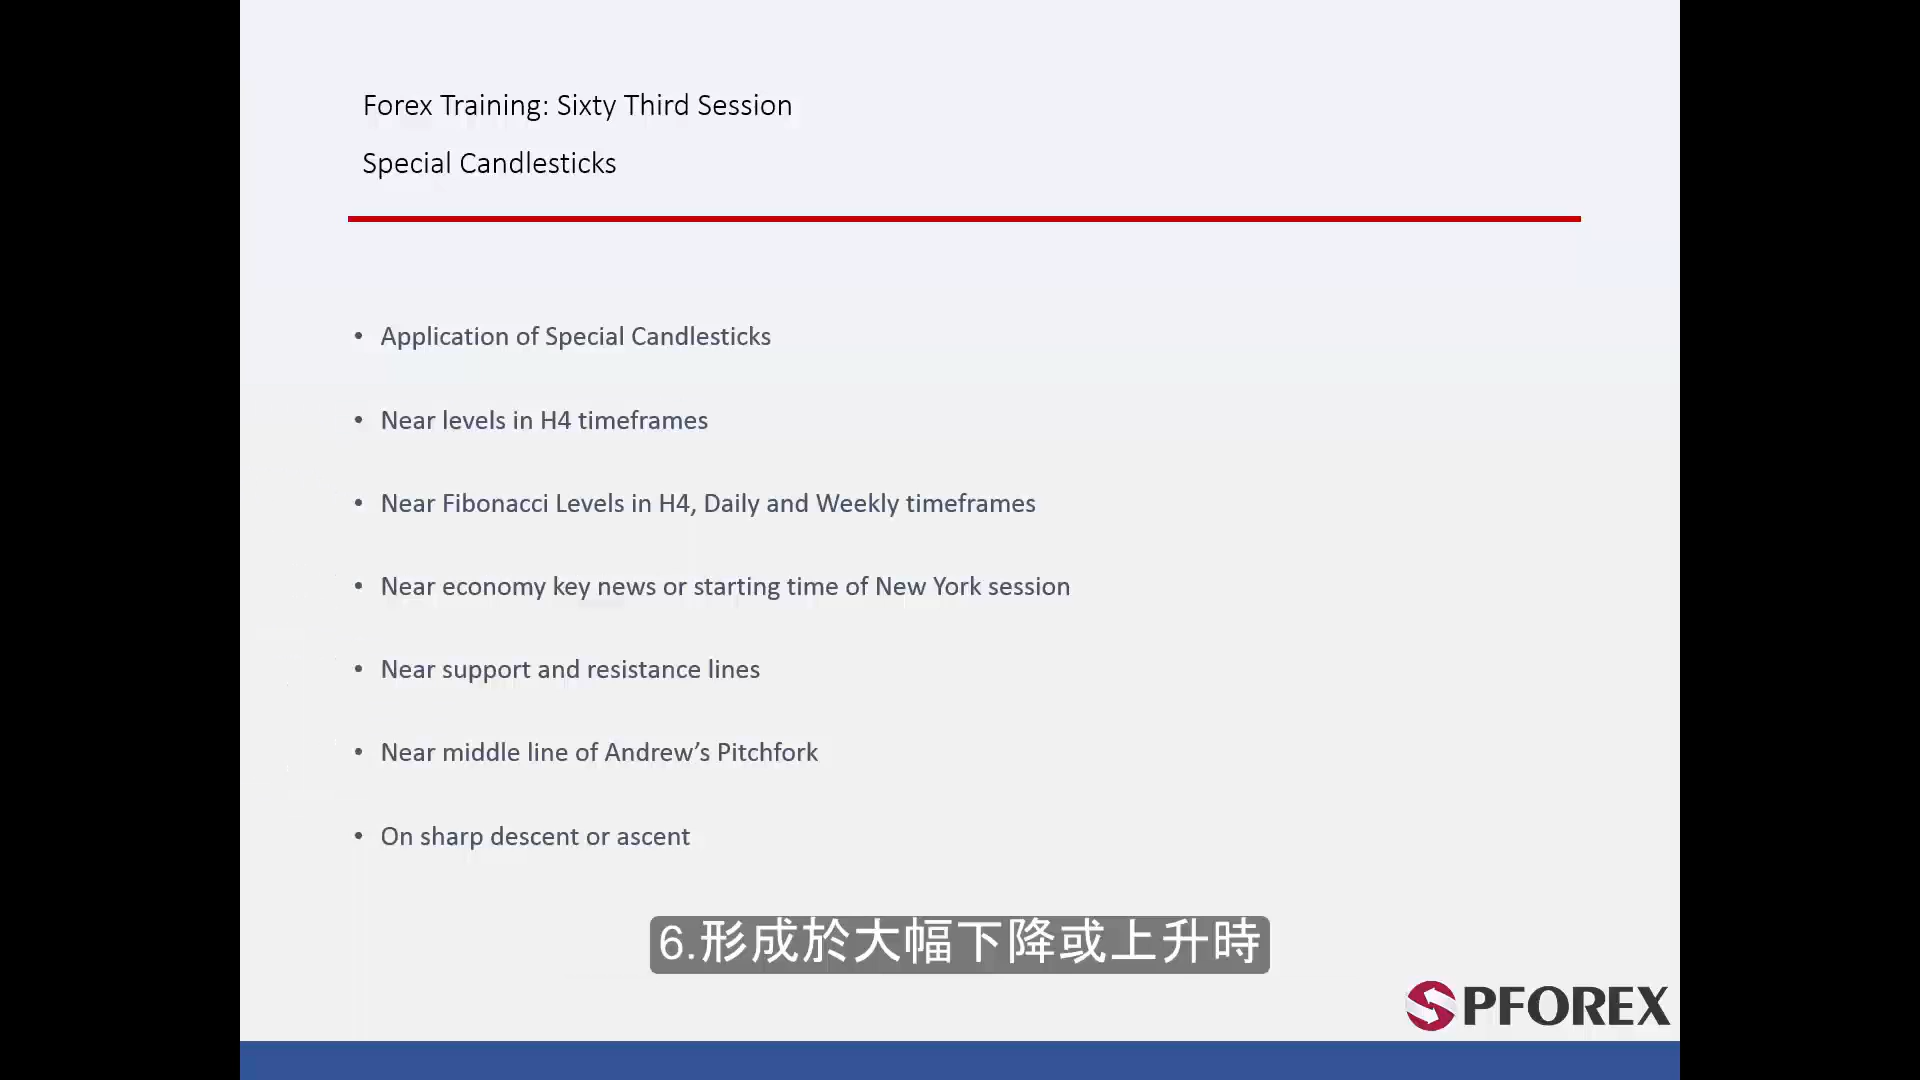 Forex Training: Sixty Third Session
Special Candlesticks
• Application of Special Candlesticks
• Near levels in H4 timeframes
• Near Fibonacci Levels in H4, Daily and Weekly timeframes
• Near economy key news or starting time of New York session
• Near support and resistance lines
• Near middle line of Andrew’s Pitchfork
• On sharp descent or ascent
6.形成於大幅下降或上升時
PFOREX